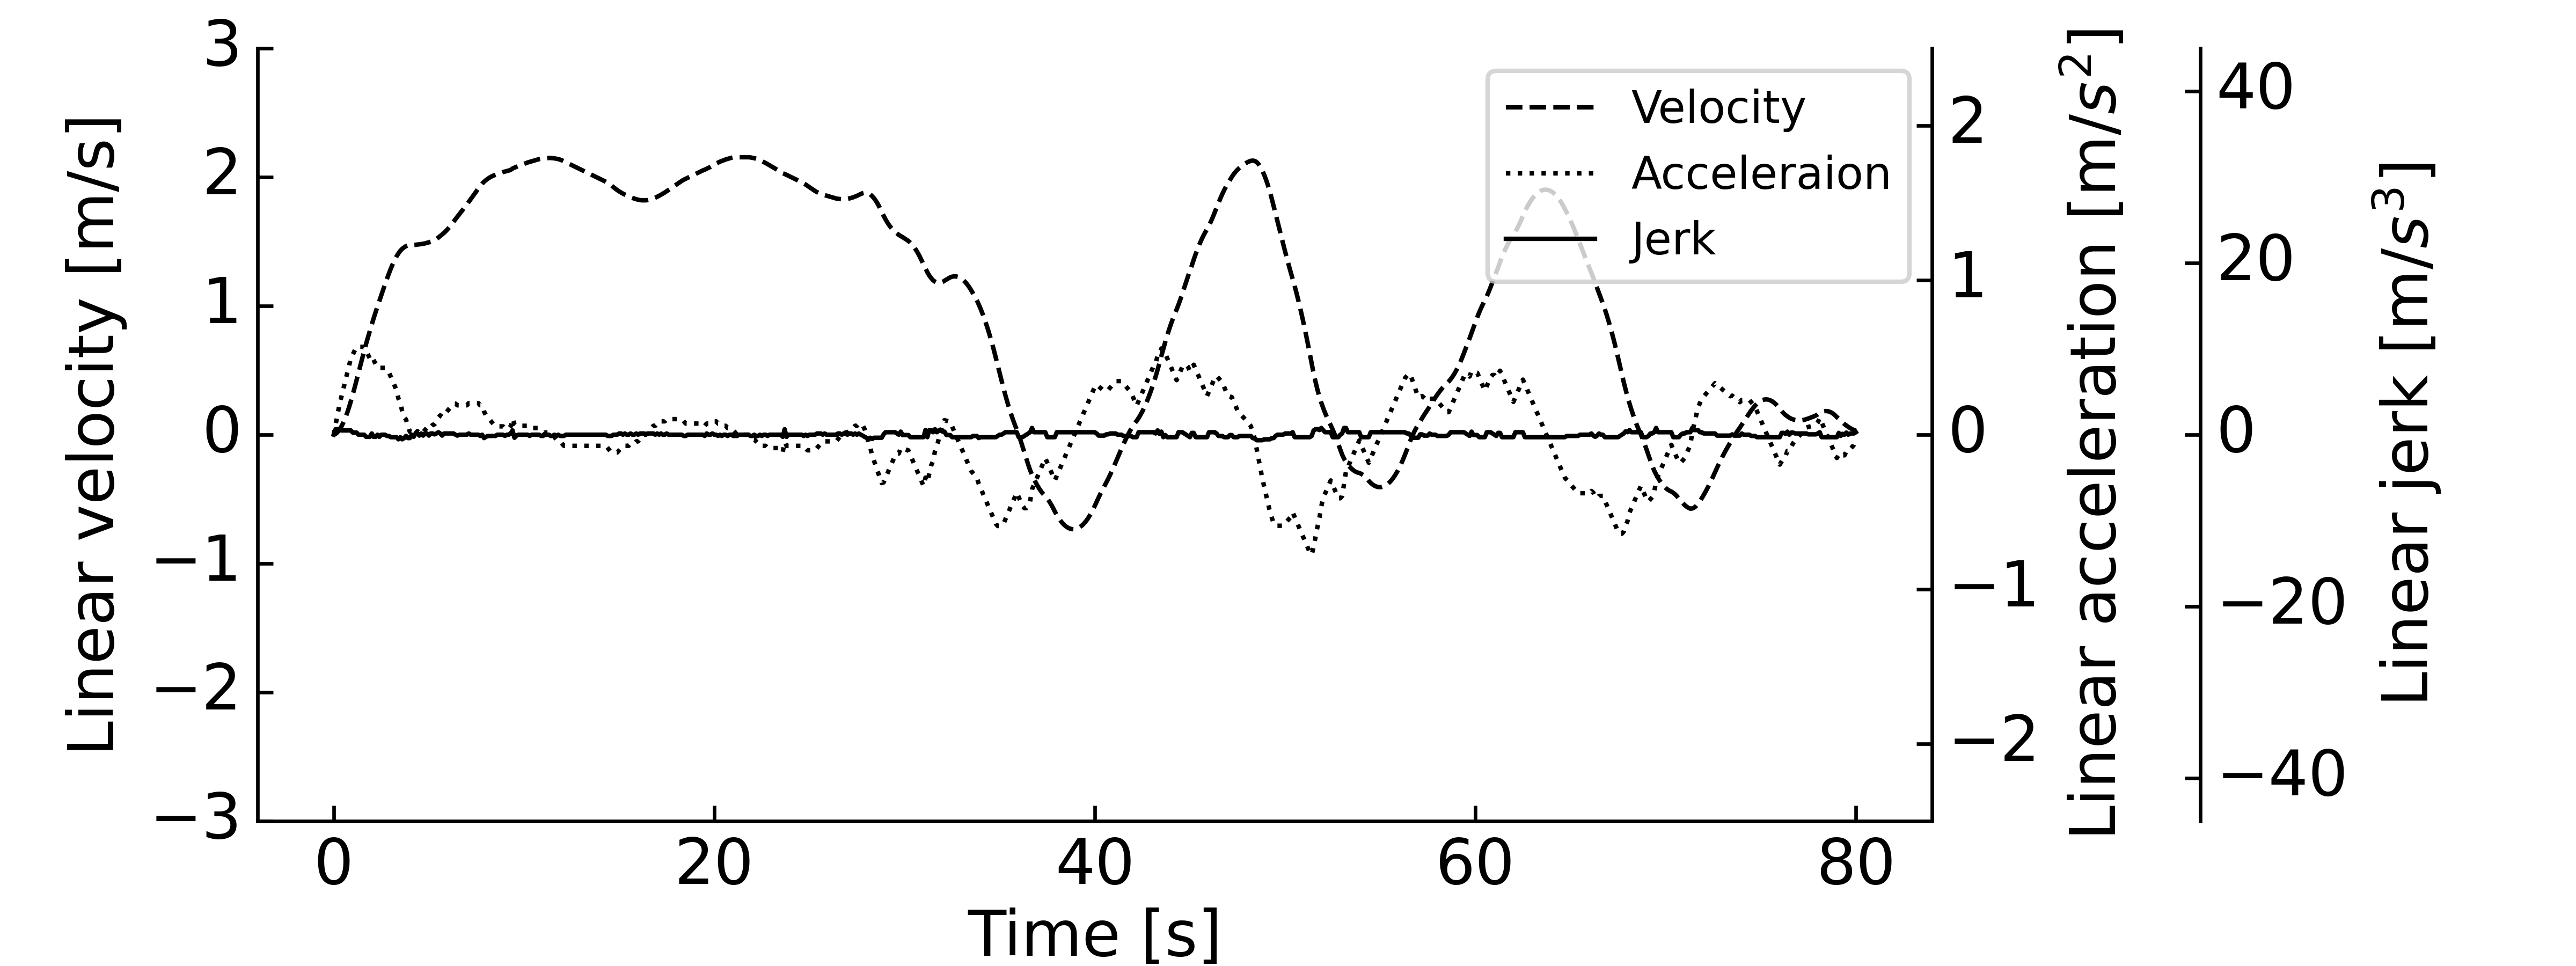 Linear velocity [m/s]
3
2
1
0
−1
−2
−3
0 20 40 60 80
Time [s]
Velocity
Acceleraion
Jerk
2
1
0
−1
−2
Linear acceleration [m/s²]
40
20
0
−20
−40
Linear jerk [m/s³]